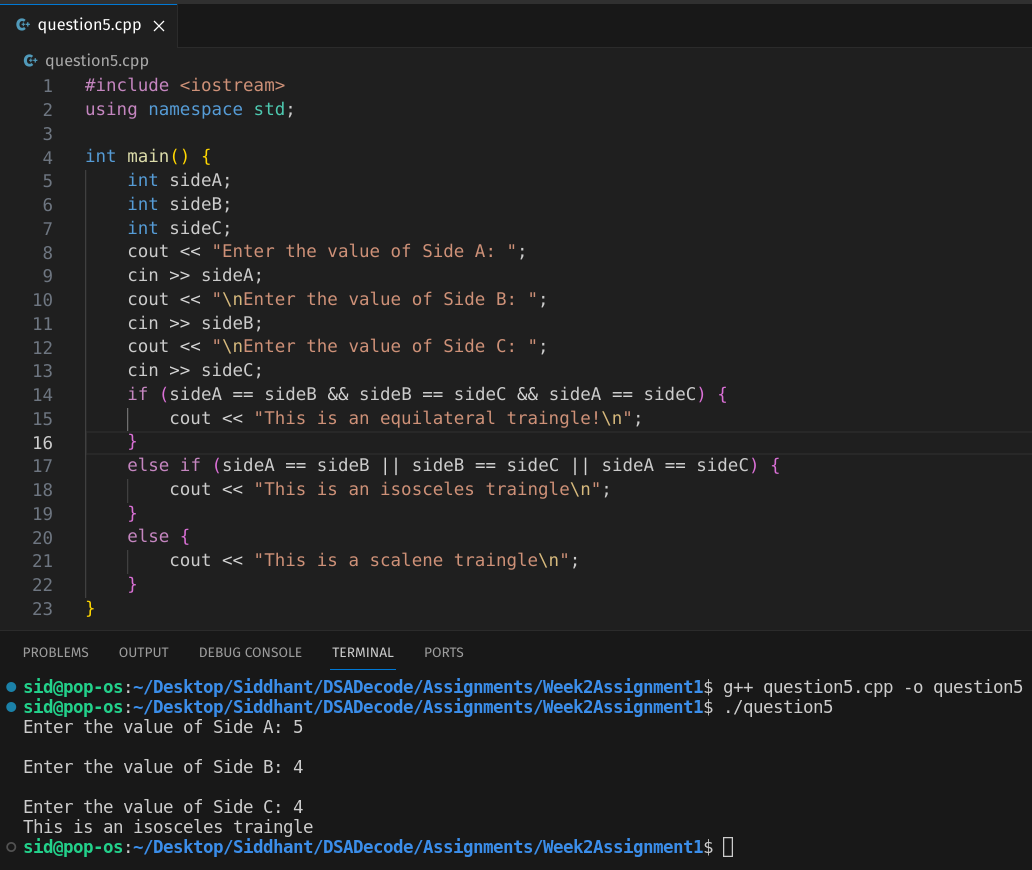 question5.cpp
question5.cpp
1 #include <iostream>
2 using namespace std;
3
4 int main() {
5     int sideA;
6     int sideB;
7     int sideC;
8     cout << "Enter the value of Side A: ";
9     cin >> sideA;
10     cout << "\nEnter the value of Side B: ";
11     cin >> sideB;
12     cout << "\nEnter the value of Side C: ";
13     cin >> sideC;
14     if (sideA == sideB && sideB == sideC && sideA == sideC) {
15         cout << "This is an equilateral traingle!\n";
16     }
17     else if (sideA == sideB || sideB == sideC || sideA == sideC) {
18         cout << "This is an isosceles traingle\n";
19     }
20     else {
21         cout << "This is a scalene traingle\n";
22     }
23 }
PROBLEMS OUTPUT DEBUG CONSOLE TERMINAL PORTS
sid@pop-os:~/Desktop/Siddhant/DSADecode/Assignments/Week2Assignment1$ g++ question5.cpp -o question5
sid@pop-os:~/Desktop/Siddhant/DSADecode/Assignments/Week2Assignment1$ ./question5
Enter the value of Side A: 5
Enter the value of Side B: 4
Enter the value of Side C: 4
This is an isosceles traingle
sid@pop-os:~/Desktop/Siddhant/DSADecode/Assignments/Week2Assignment1$